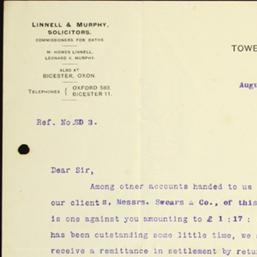 LINNELL & MURPHY,
SOLICITORS.
COMMISSIONERS FOR OATHS.
W. HOWES LINNELL.
LEONARD V. MURPHY.
ALSO AT
BICESTER, OXON.
TELEPHONES { OXFORD 583.
BICESTER 11.
TOWE
Augu
Ref. No. SD 3.
Dear Sir,
Among other accounts handed to us
our clients, Messrs. Swears & Co., of this
is one against you amounting to £ 1 : 17 :
has been outstanding some little time, we
receive a remittance in settlement by retu